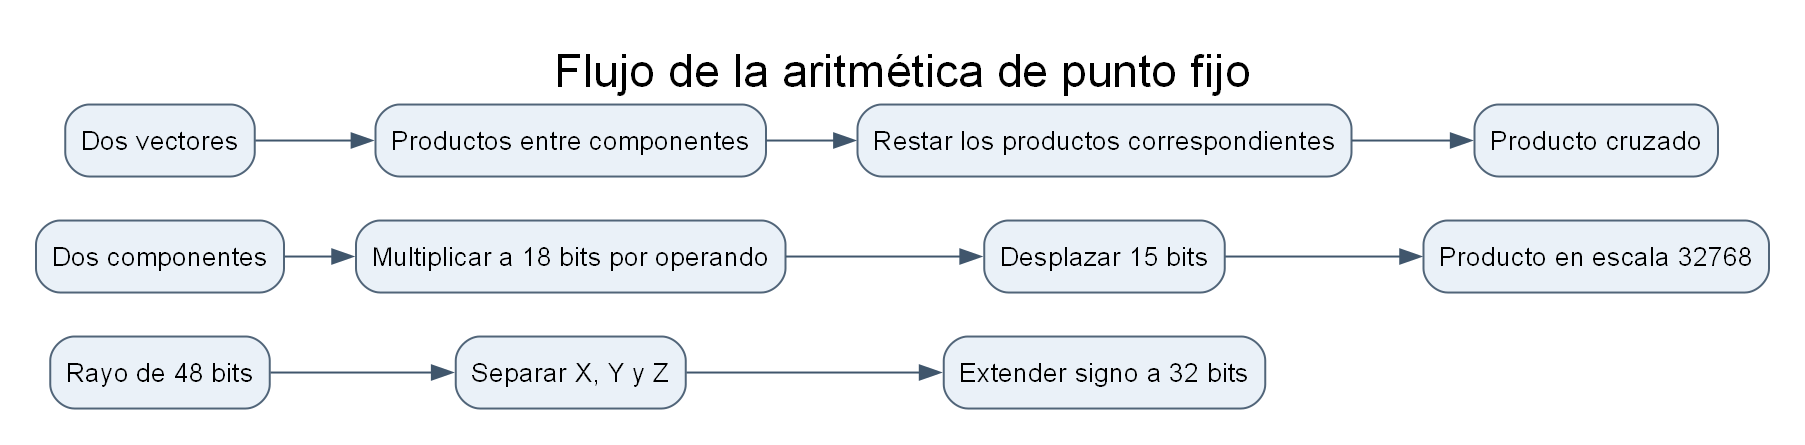 Flujo de la aritmética de punto fijo
Dos vectores
Productos entre componentes
Restar los productos correspondientes
Producto cruzado
Dos componentes
Multiplicar a 18 bits por operando
Desplazar 15 bits
Producto en escala 32768
Rayo de 48 bits
Separar X, Y y Z
Extender signo a 32 bits